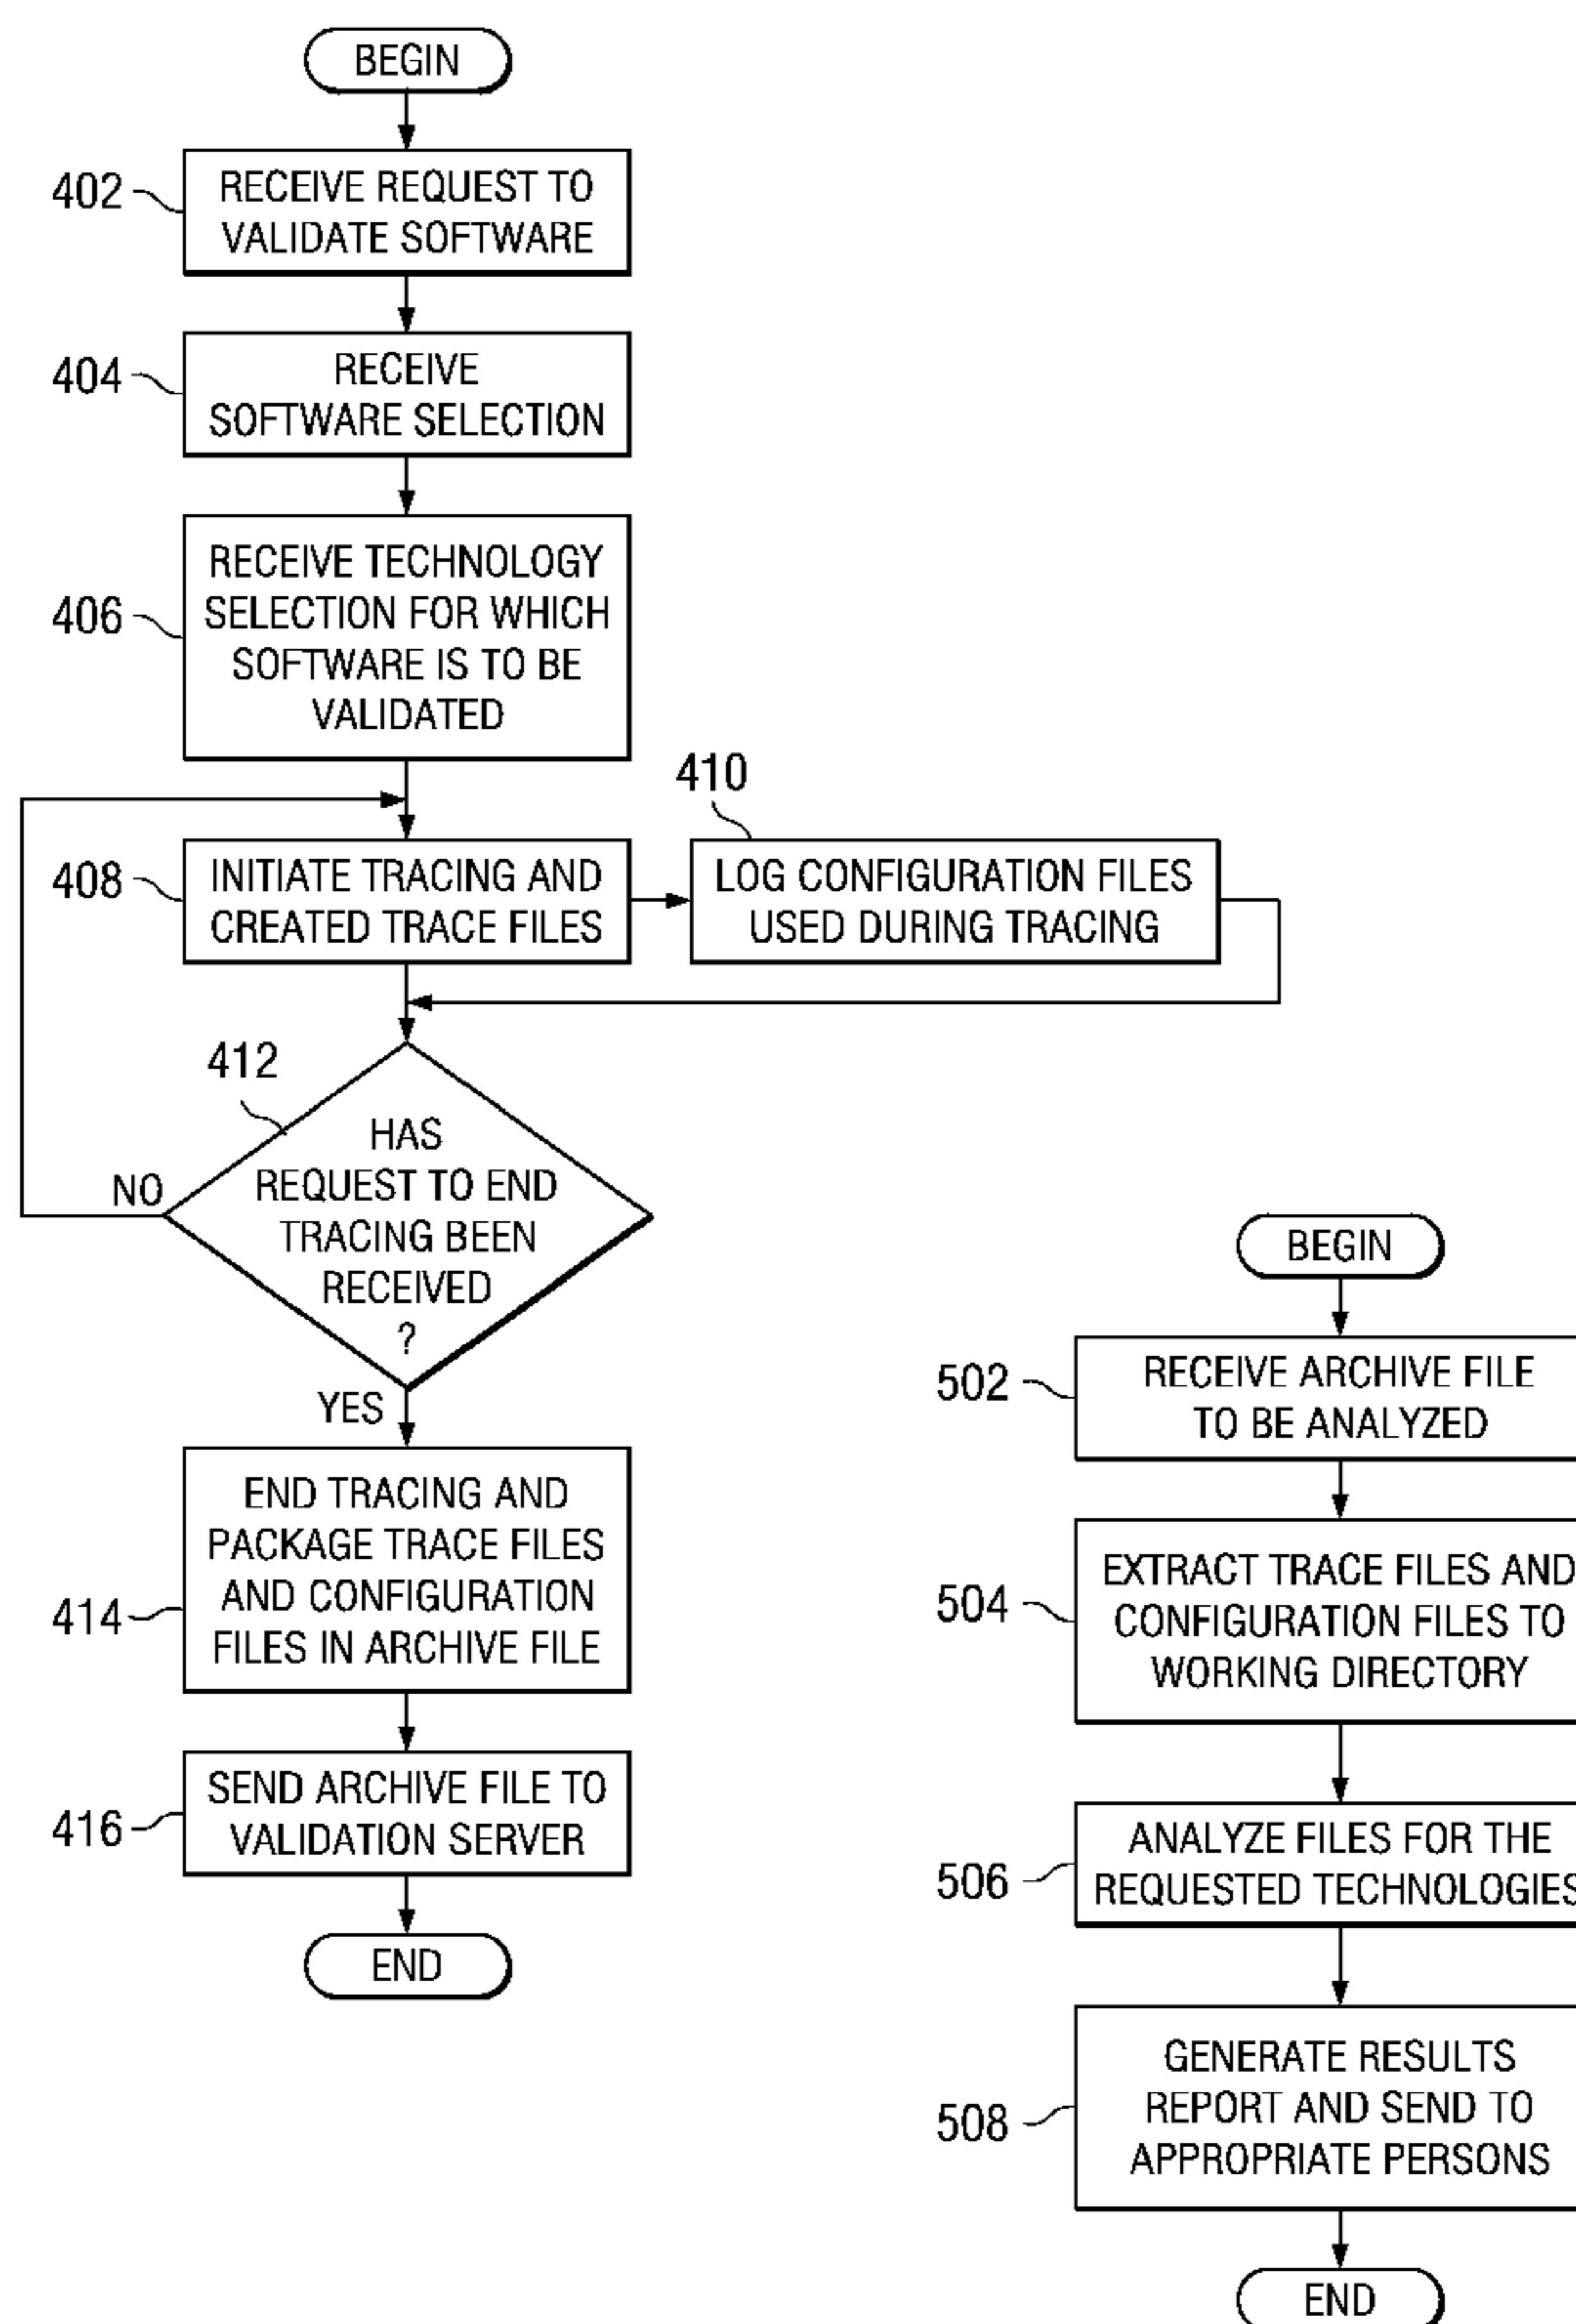 BEGIN
402
RECEIVE REQUEST TO
VALIDATE SOFTWARE
404
RECEIVE
SOFTWARE SELECTION
406
RECEIVE TECHNOLOGY
SELECTION FOR WHICH
SOFTWARE IS TO BE
VALIDATED
408
INITIATE TRACING AND
CREATED TRACE FILES
410
LOG CONFIGURATION FILES
USED DURING TRACING
412
HAS
REQUEST TO END
TRACING BEEN
RECEIVED
?
NO
YES
414
END TRACING AND
PACKAGE TRACE FILES
AND CONFIGURATION
FILES IN ARCHIVE FILE
416
SEND ARCHIVE FILE TO
VALIDATION SERVER
END
BEGIN
502
RECEIVE ARCHIVE FILE
TO BE ANALYZED
504
EXTRACT TRACE FILES AND
CONFIGURATION FILES TO
WORKING DIRECTORY
506
ANALYZE FILES FOR THE
REQUESTED TECHNOLOGIES
508
GENERATE RESULTS
REPORT AND SEND TO
APPROPRIATE PERSONS
END